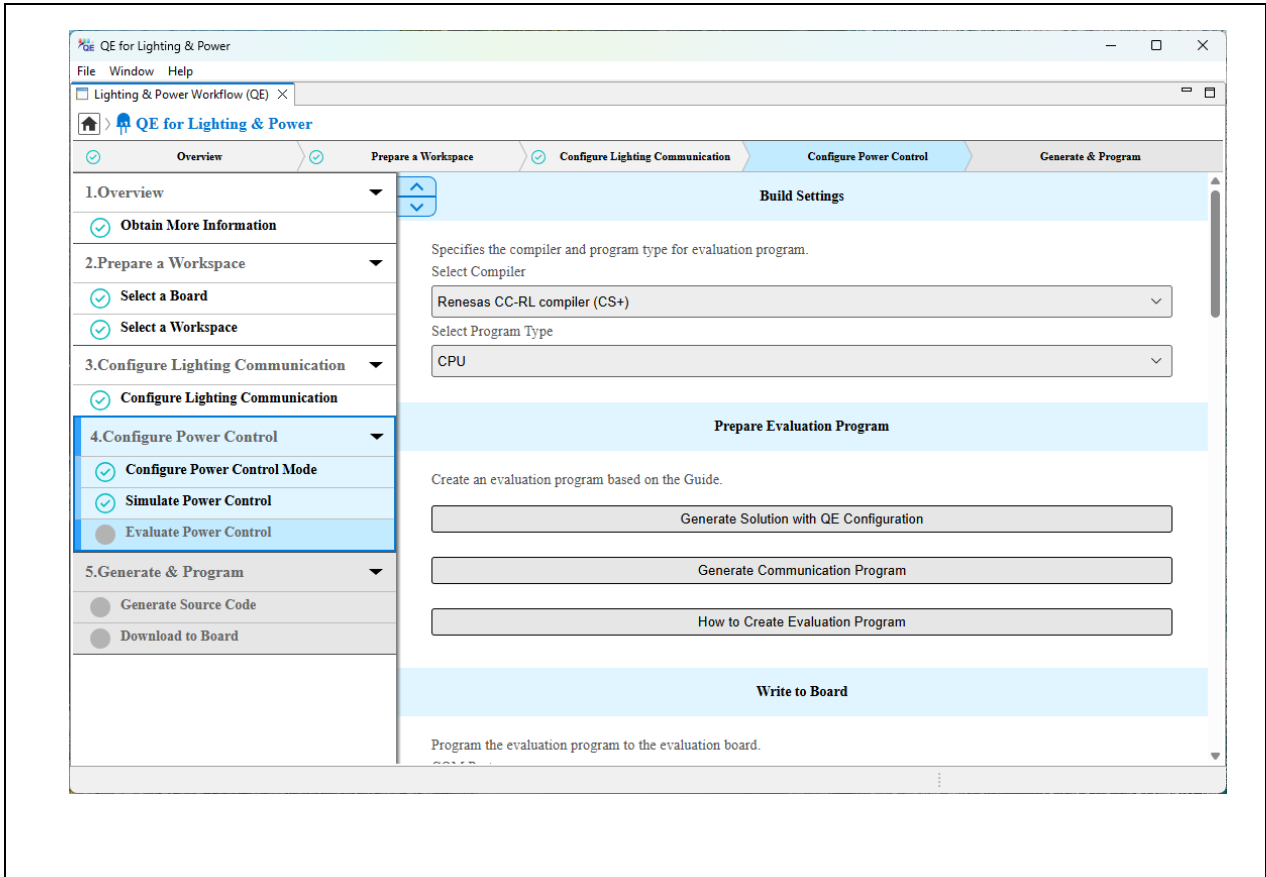 QE QE for Lighting & Power
File Window Help
Lighting & Power Workflow (QE)
QE for Lighting & Power
Overview Prepare a Workspace Configure Lighting Communication Configure Power Control Generate & Program
1.Overview
Obtain More Information
2.Prepare a Workspace
Select a Board
Select a Workspace
3.Configure Lighting Communication
Configure Lighting Communication
4.Configure Power Control
Configure Power Control Mode
Simulate Power Control
Evaluate Power Control
5.Generate & Program
Generate Source Code
Download to Board
Build Settings
Specifies the compiler and program type for evaluation program.
Select Compiler
Renesas CC-RL compiler (CS+)
Select Program Type
CPU
Prepare Evaluation Program
Create an evaluation program based on the Guide.
Generate Solution with QE Configuration
Generate Communication Program
How to Create Evaluation Program
Write to Board
Program the evaluation program to the evaluation board.